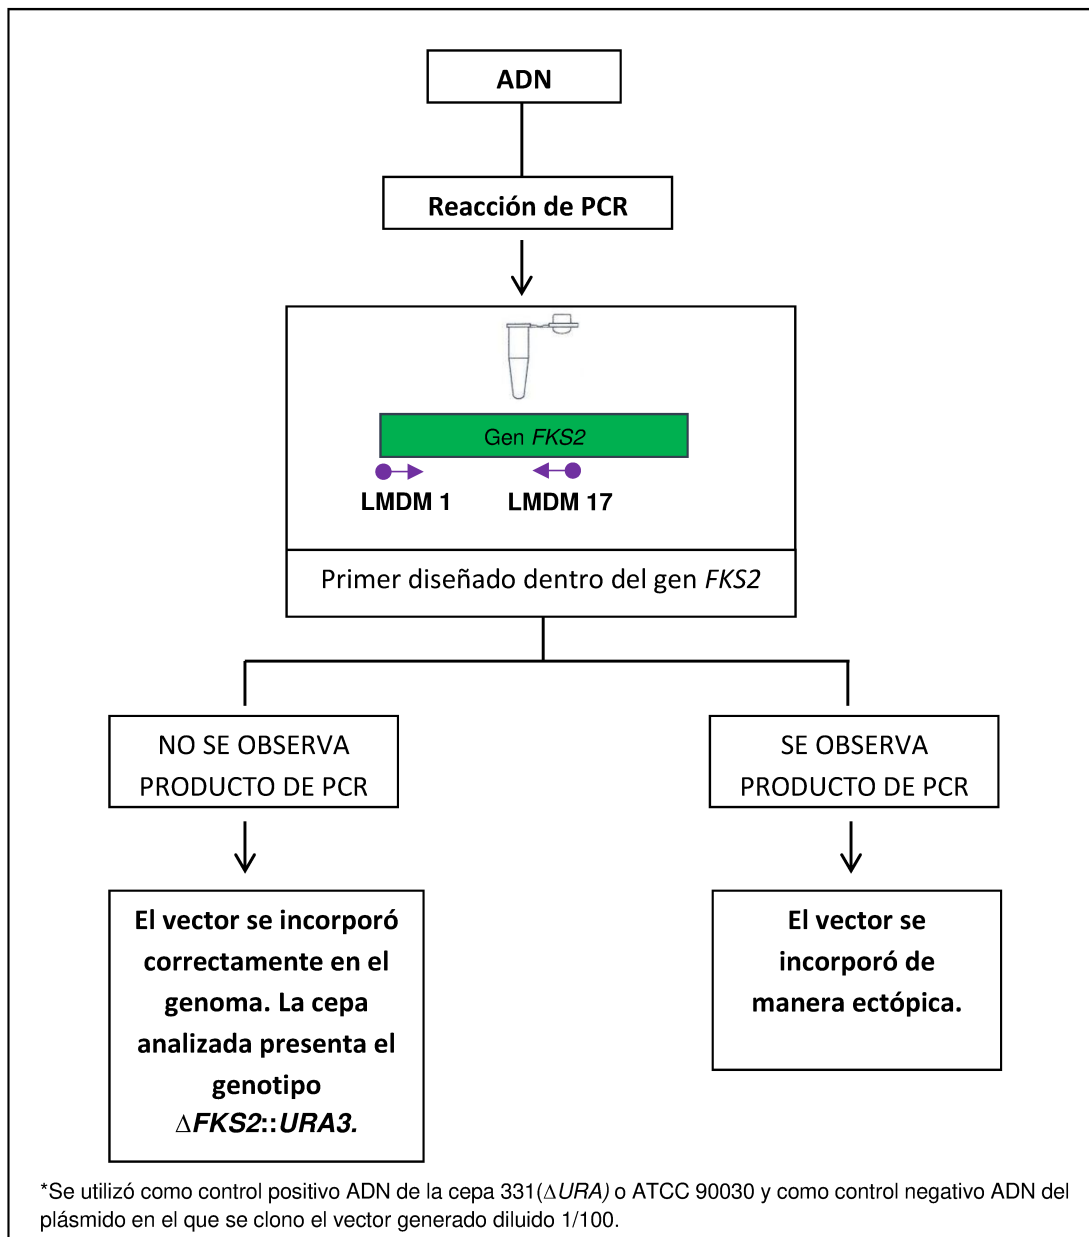 ADN
Reacción de PCR
Gen FKS2
LMDM 1
LMDM 17
Primer diseñado dentro del gen FKS2
NO SE OBSERVA
PRODUCTO DE PCR
SE OBSERVA
PRODUCTO DE PCR
El vector se incorporó
correctamente en el
genoma. La cepa
analizada presenta el
genotipo
∆FKS2::URA3.
El vector se
incorporó de
manera ectópica.
*Se utilizó como control positivo ADN de la cepa 331(∆URA) o ATCC 90030 y como control negativo ADN del
plásmido en el que se clono el vector generado diluido 1/100.